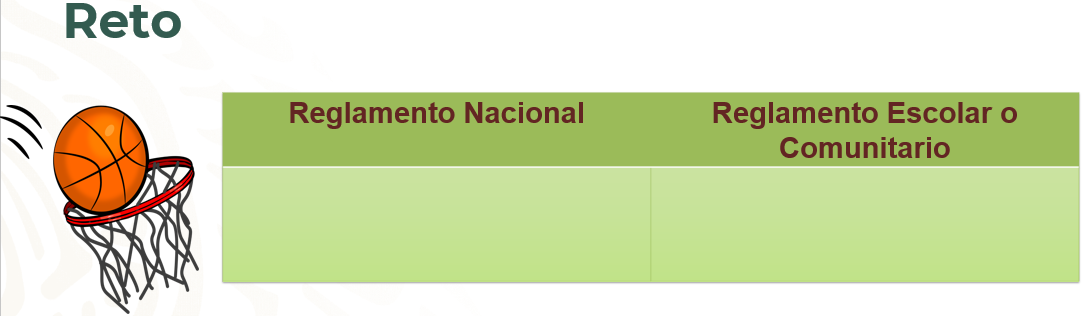 Reto
Reglamento Nacional
Reglamento Escolar o
Comunitario